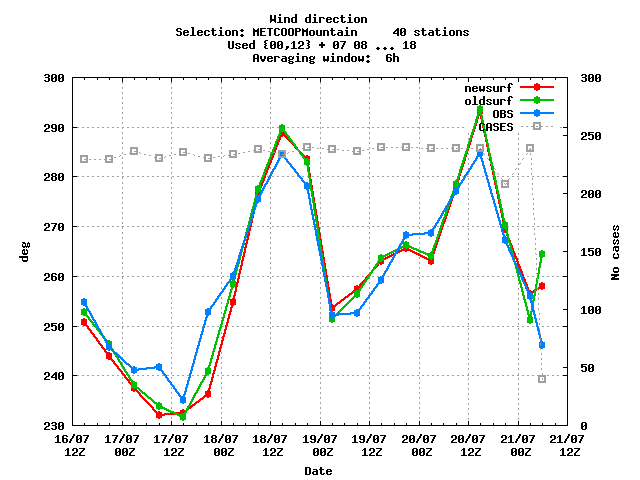 Wind direction
Selection: METCOOPMountain 40 stations
Used {00,12} + 07 08 ... 18
Averaging window: 6h
300 300
newsurf
oldsurf
290
OBS
CASES
250
280
200
270
deg
No cases
260
150
250
100
240
50
230 0
16/07 17/07 17/07 18/07 18/07 19/07 19/07 20/07 20/07 21/07 21/07
12Z 00Z 12Z 00Z 12Z 00Z 12Z 00Z 12Z 00Z 12Z
Date